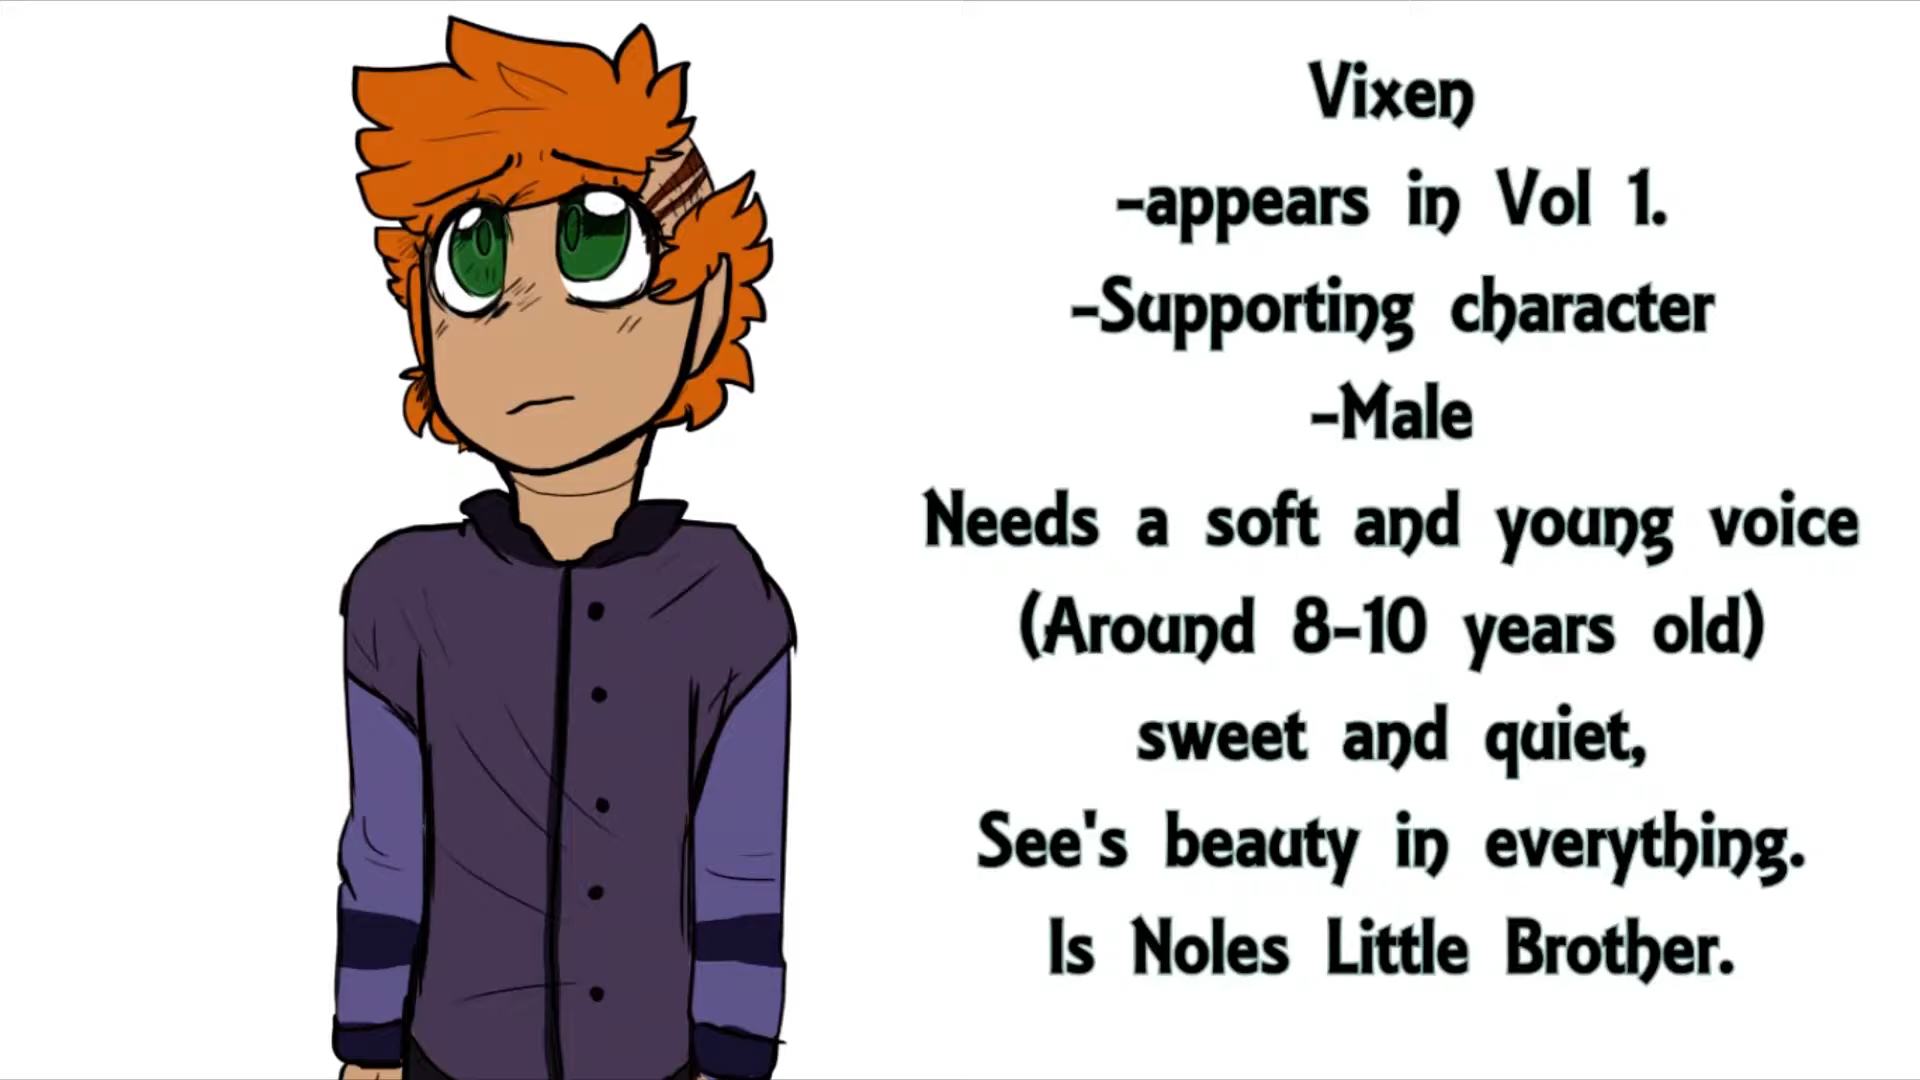 Vixen
-appears in Vol 1.
-Supporting character
-Male
Needs a soft and young voice
(Around 8-10 years old)
sweet and quiet,
See's beauty in everything.
Is Noles Little Brother.